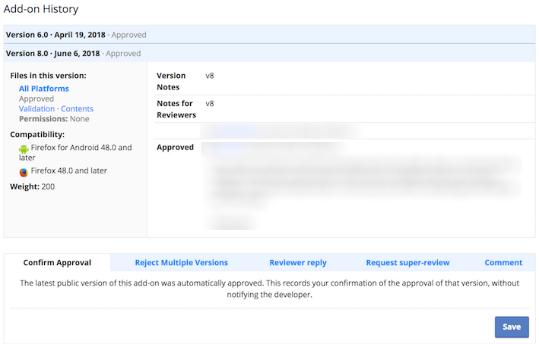 Add-on History
Version 6.0 · April 19, 2018 · Approved
Version 8.0 · June 6, 2018 · Approved
Files in this version:
All Platforms
Approved
Validation · Contents
Permissions: None
Compatibility:
Firefox for Android 48.0 and
later
Firefox 48.0 and later
Weight: 200
Version
Notes
v8
Notes for
Reviewers
v8
Approved
Confirm Approval
Reject Multiple Versions
Reviewer reply
Request super-review
Comment
The latest public version of this add-on was automatically approved. This records your confirmation of the approval of that version, without
notifying the developer.
Save